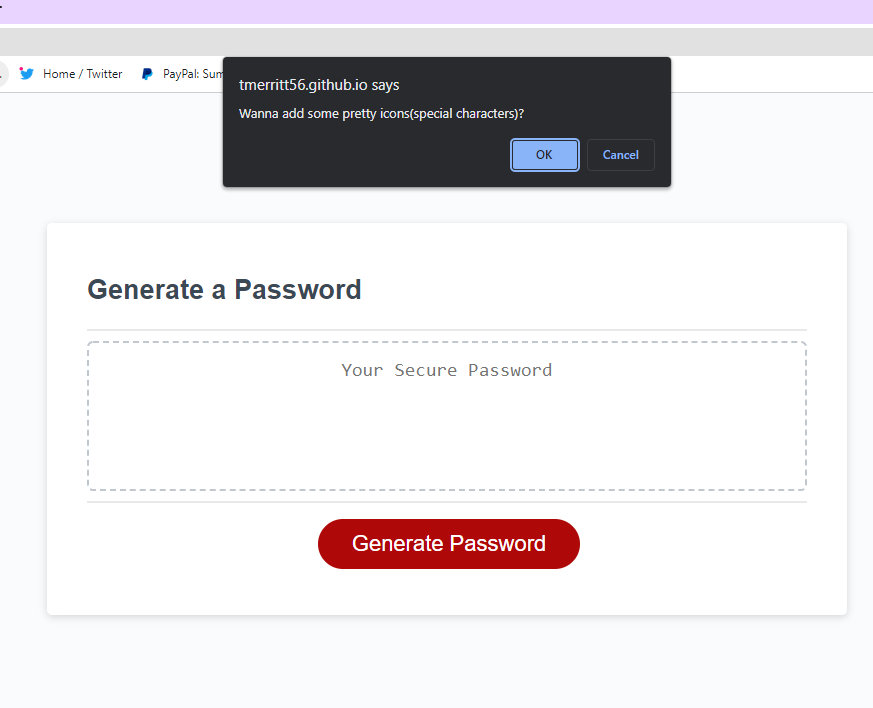 Home / Twitter
PayPal: Sum
tmerritt56.github.io says
Wanna add some pretty icons(special characters)?
OK
Cancel
Generate a Password
Your Secure Password
Generate Password